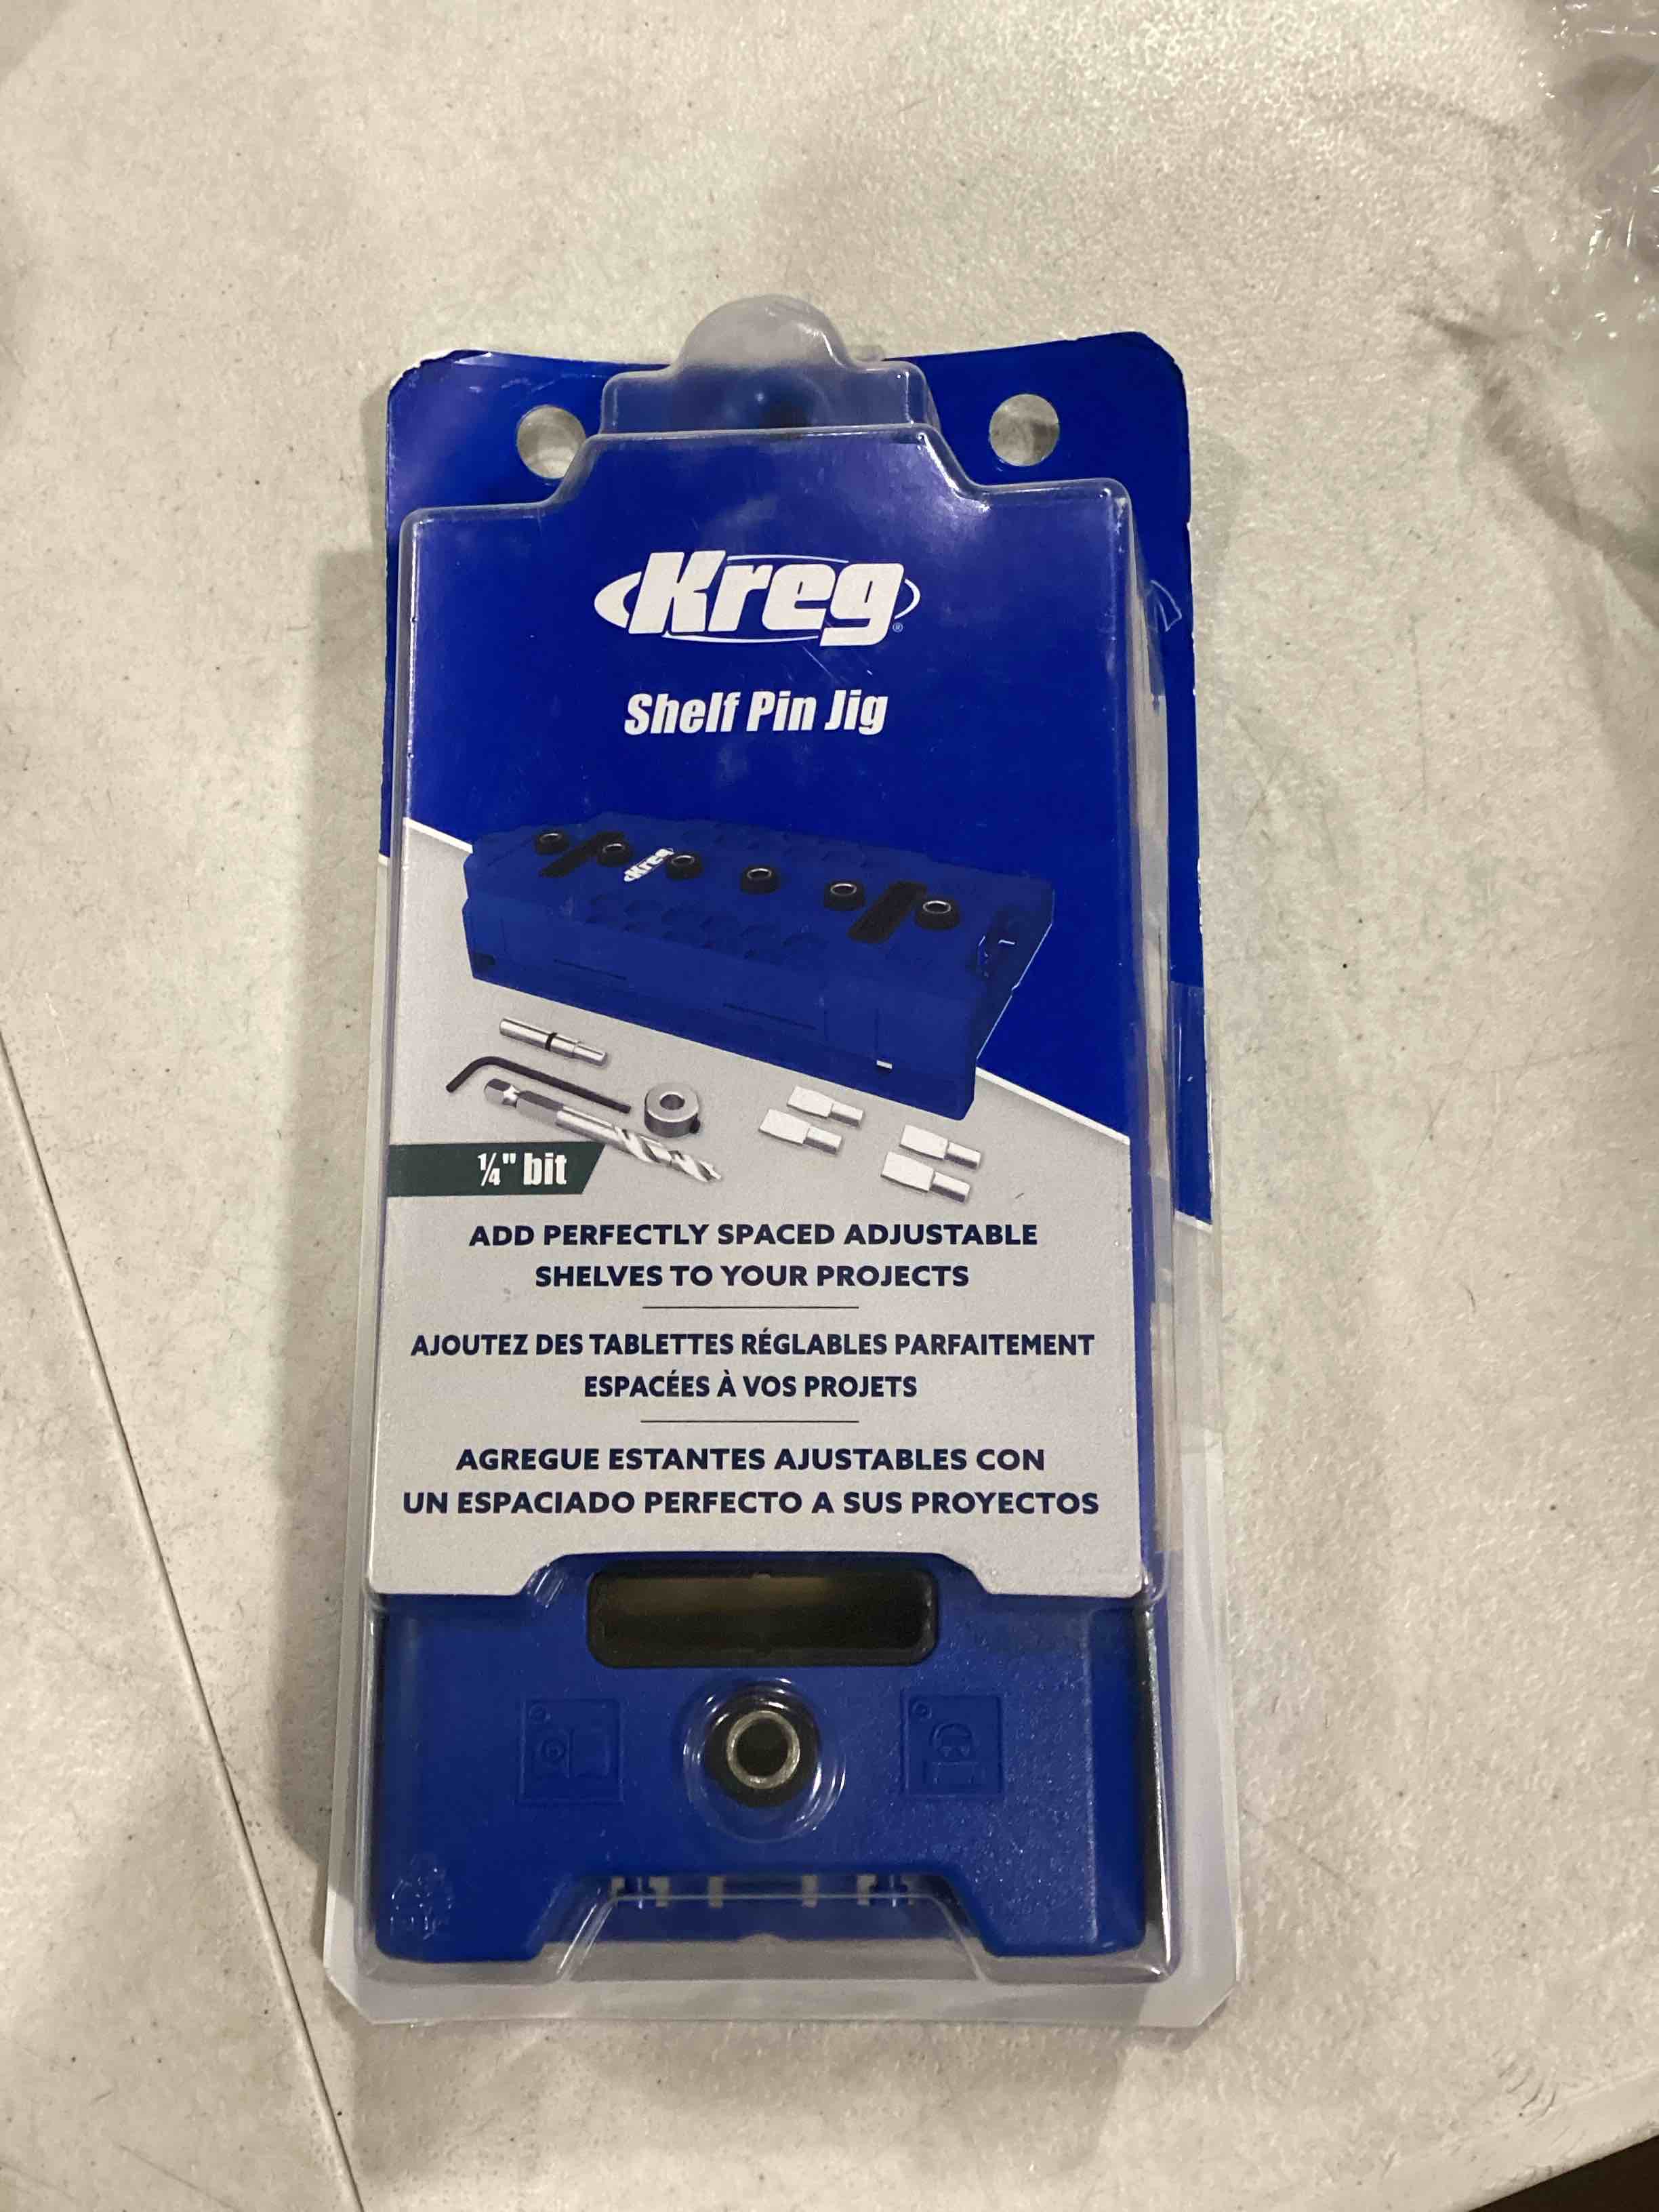 Kreg®
Shelf Pin Jig
Kreg
¼" bit
ADD PERFECTLY SPACED ADJUSTABLE
SHELVES TO YOUR PROJECTS
AJOUTEZ DES TABLETTES RÉGLABLES PARFAITEMENT
ESPACÉES À VOS PROJETS
AGREGUE ESTANTES AJUSTABLES CON
UN ESPACIADO PERFECTO A SUS PROYECTOS